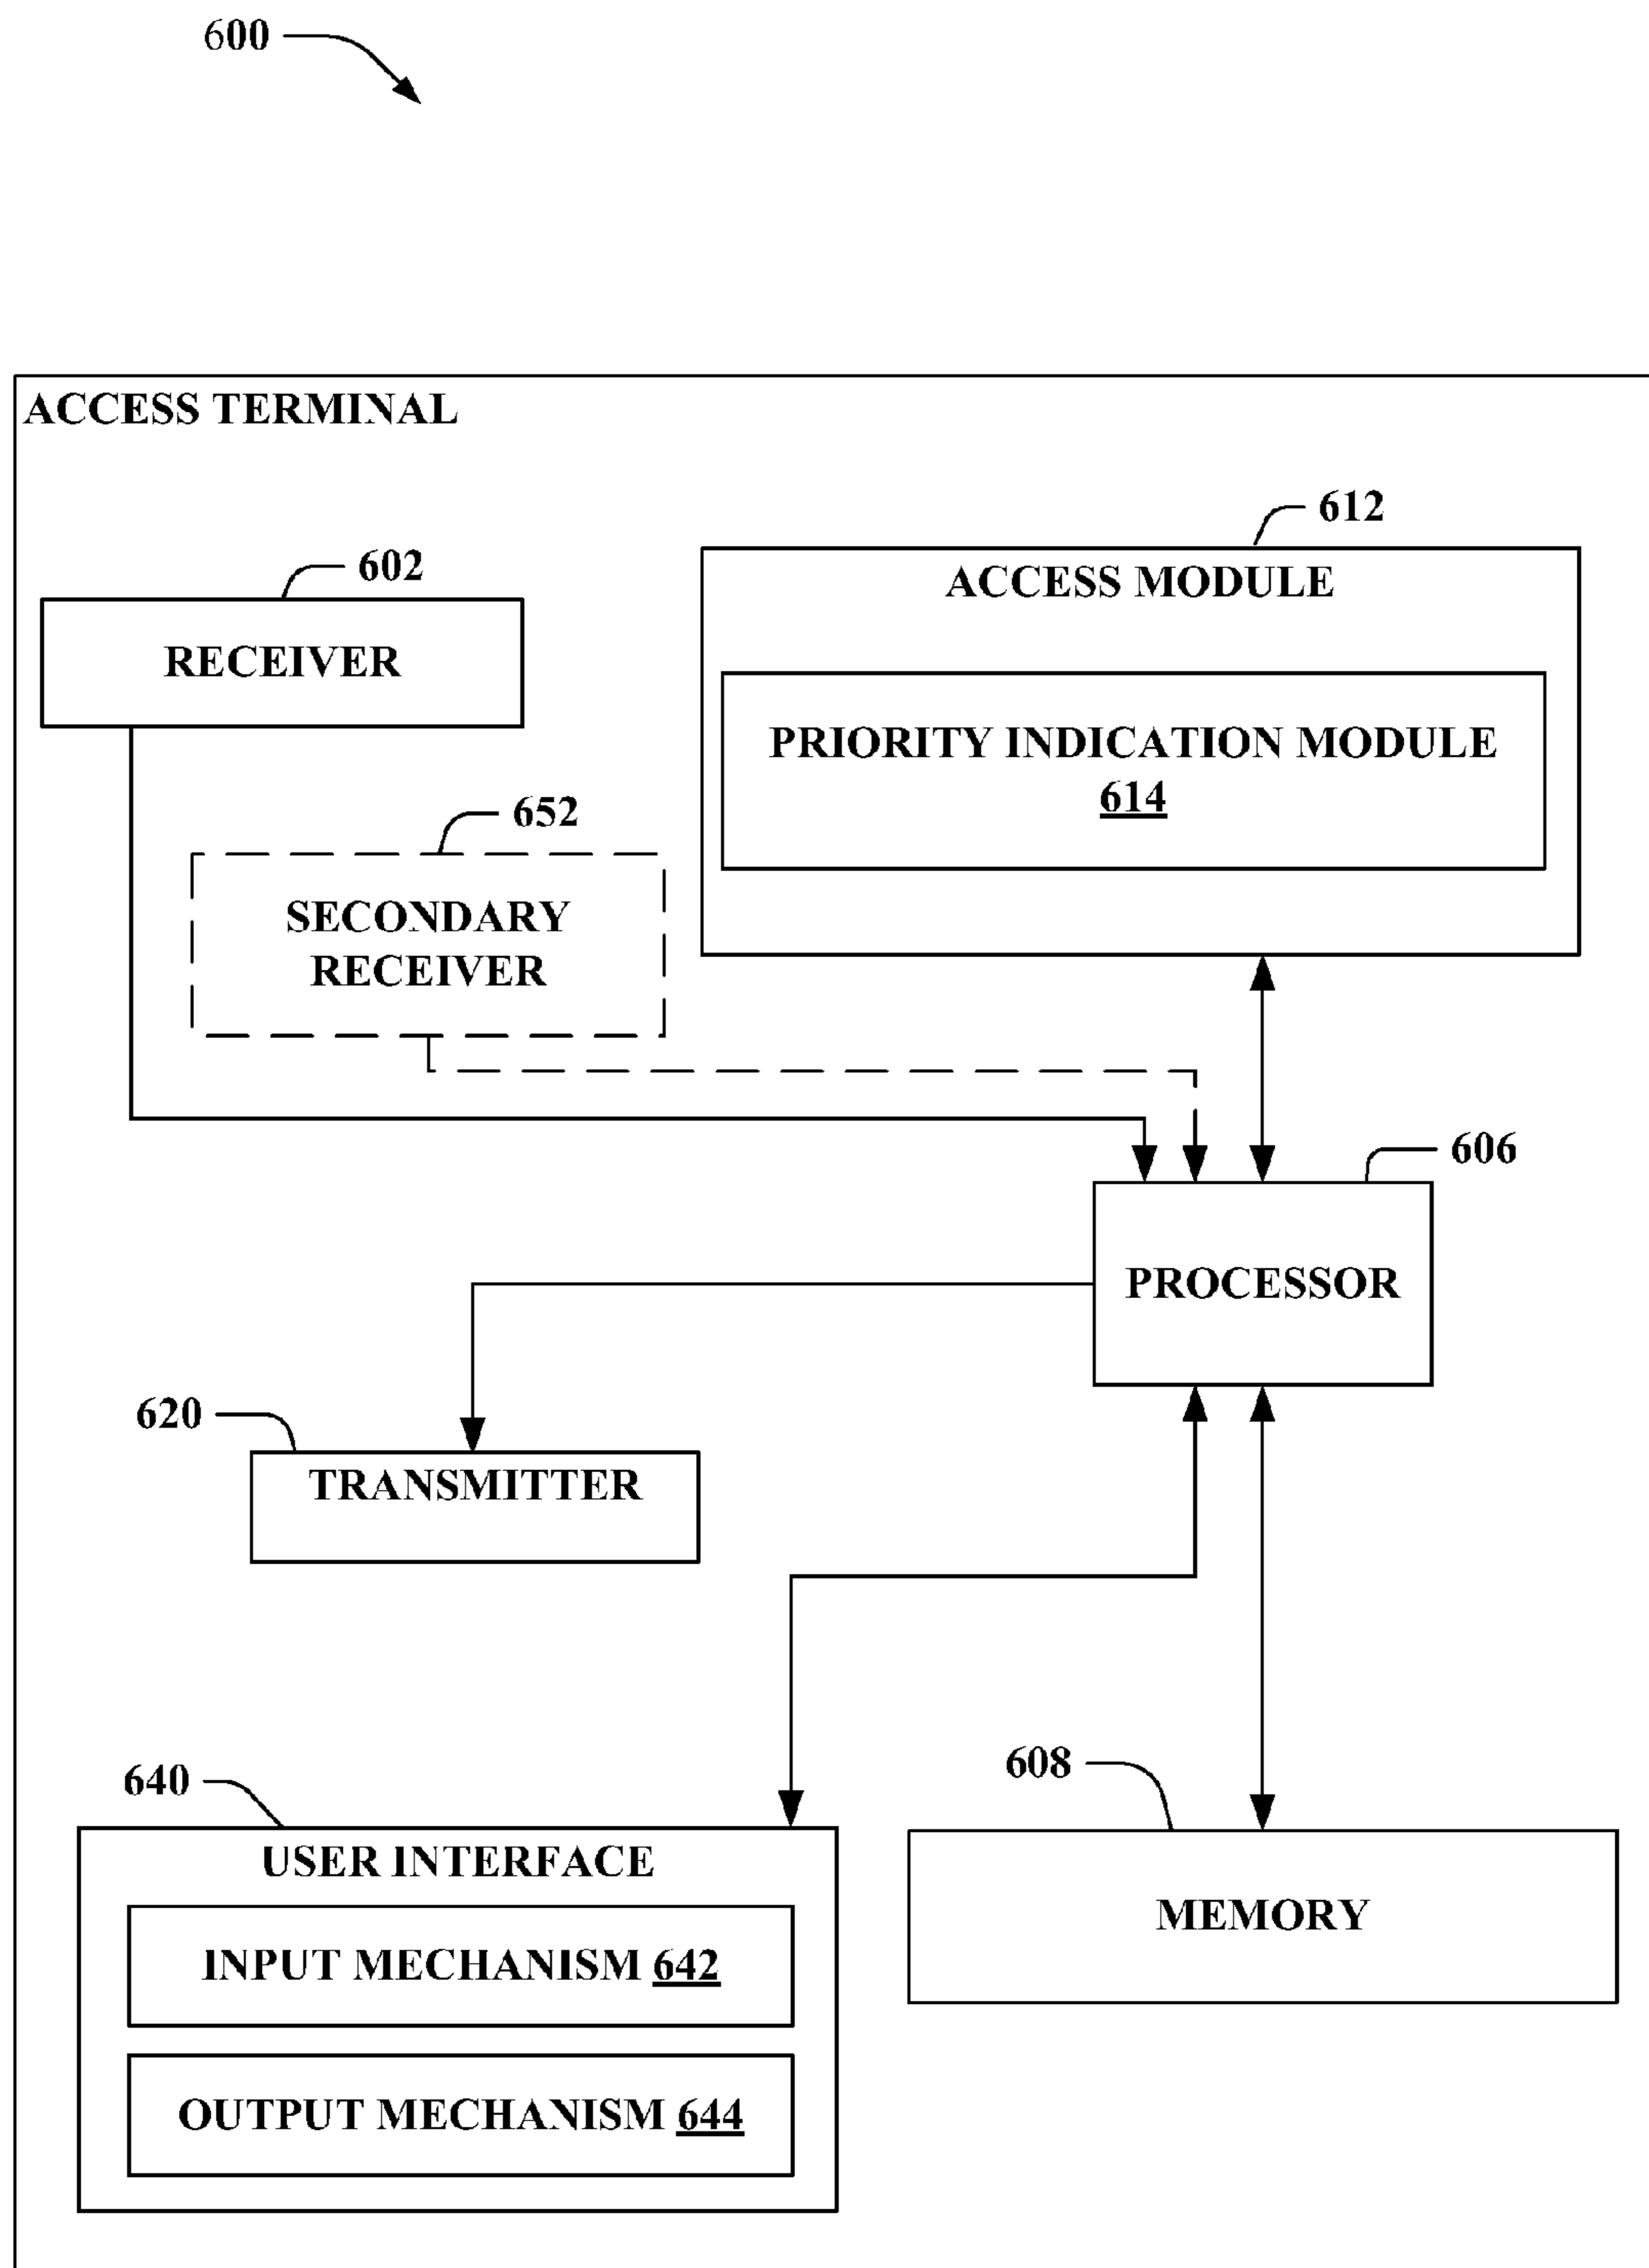 600
ACCESS TERMINAL
612
ACCESS MODULE
602
RECEIVER
PRIORITY INDICATION MODULE
614
652
SECONDARY
RECEIVER
606
PROCESSOR
620
TRANSMITTER
640
USER INTERFACE
608
MEMORY
INPUT MECHANISM 642
OUTPUT MECHANISM 644